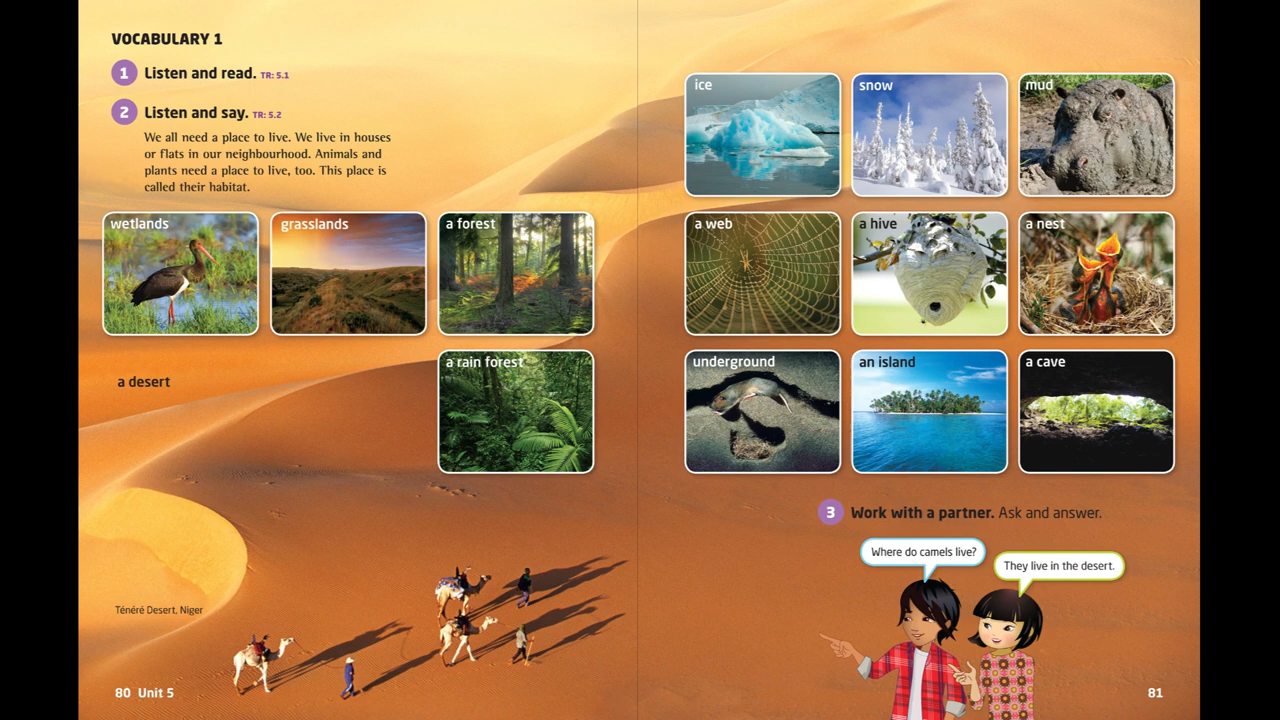 VOCABULARY 1
1 Listen and read. TR: 5.1
2 Listen and say. TR: 5.2
We all need a place to live. We live in houses
or flats in our neighbourhood. Animals and
plants need a place to live, too. This place is
called their habitat.
wetlands
grasslands
a forest
a desert
a rain forest
Ténéré Desert, Niger
80 Unit 5
ice
snow
mud
a web
a hive
a nest
underground
an island
a cave
3 Work with a partner. Ask and answer.
Where do camels live?
They live in the desert.
81